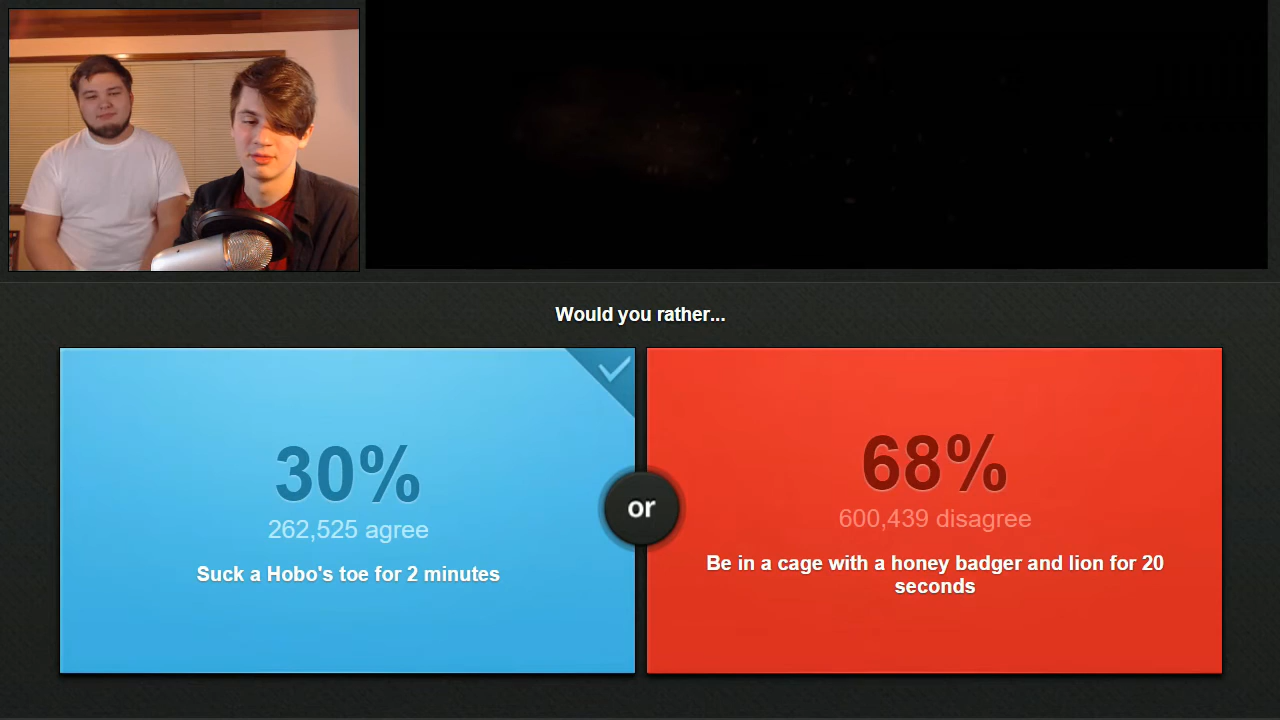 Would you rather...
30%
262,525 agree
Suck a Hobo's toe for 2 minutes
or
68%
600,439 disagree
Be in a cage with a honey badger and lion for 20
seconds